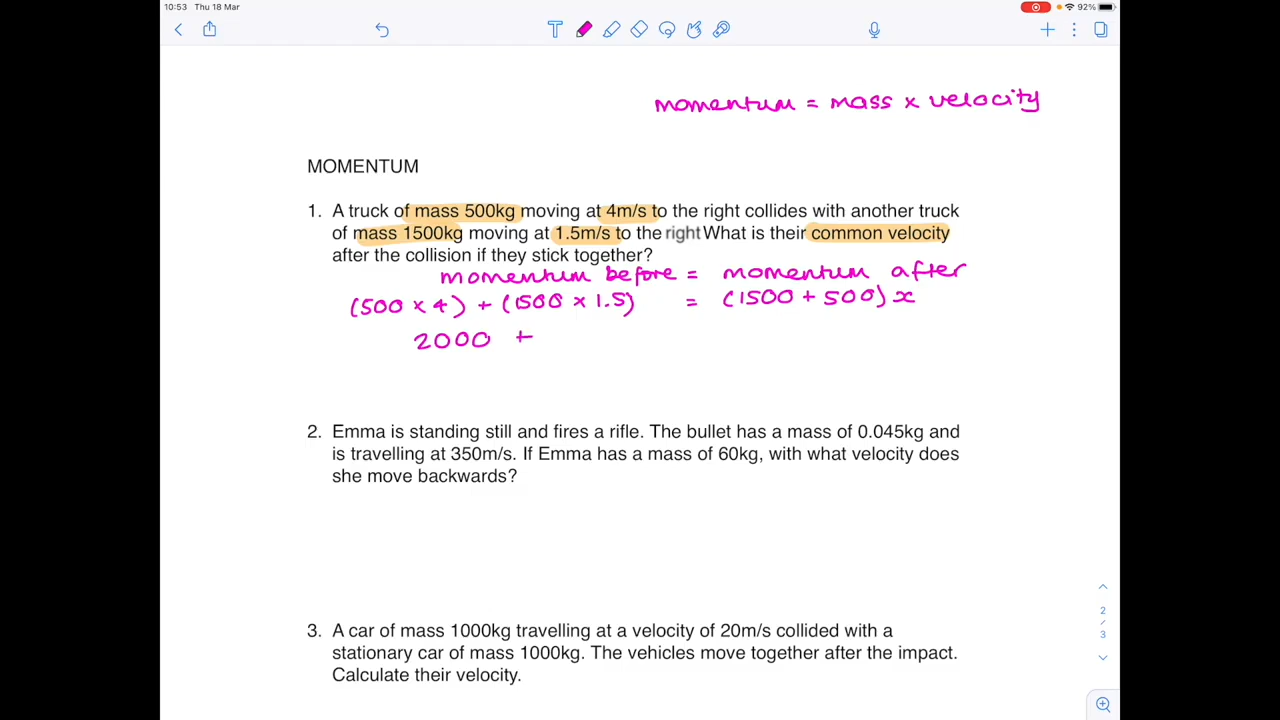 10:53 Thu 18 Mar
92%
momentum = mass x velocity
MOMENTUM
1. A truck of mass 500kg moving at 4m/s to the right collides with another truck
of mass 1500kg moving at 1.5m/s to the right What is their common velocity
after the collision if they stick together?
momentum before = momentum after
(500 x 4) + (1500 x 1.5) = (1500 + 500) x
2000 +
2. Emma is standing still and fires a rifle. The bullet has a mass of 0.045kg and
is travelling at 350m/s. If Emma has a mass of 60kg, with what velocity does
she move backwards?
3. A car of mass 1000kg travelling at a velocity of 20m/s collided with a
stationary car of mass 1000kg. The vehicles move together after the impact.
Calculate their velocity.
2
/
3